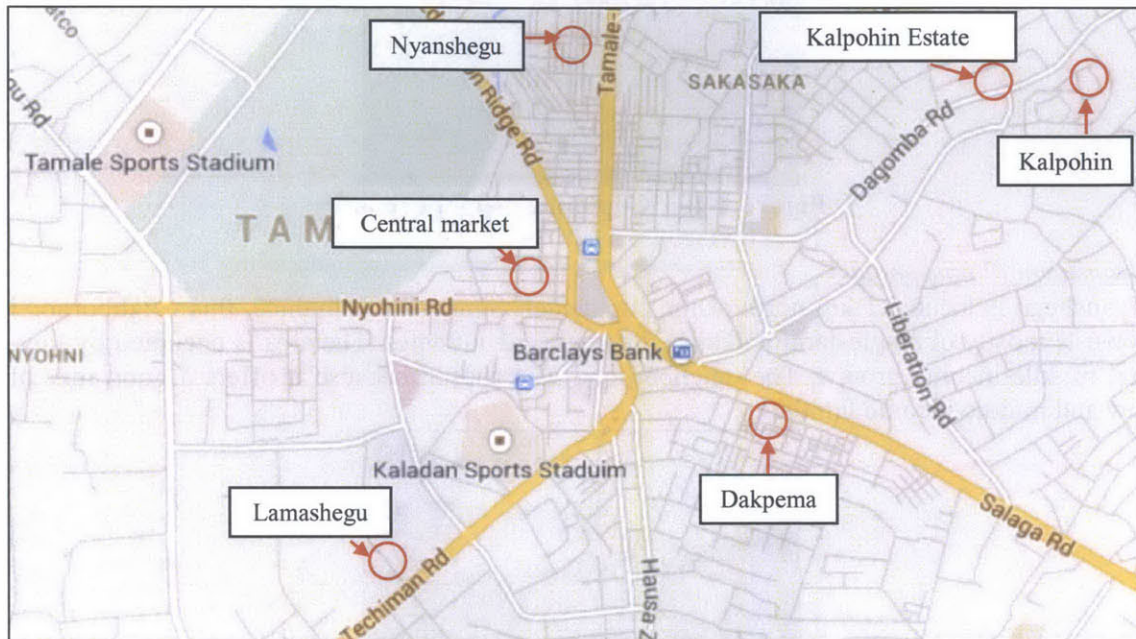 Nyanshegu
Kalpohin Estate
SAKASAKA
Tamale-
on Ridge Rd
Dagomba Rd
Kalpohin
Tamale Sports Stadium
TAM
Central market
Nyohini Rd
NYOHNI
Barclays Bank
Liberation Rd
Kaladan Sports Staduim
Dakpema
Lamashegu
Salaga Rd
Techiman Rd
Hausa Z